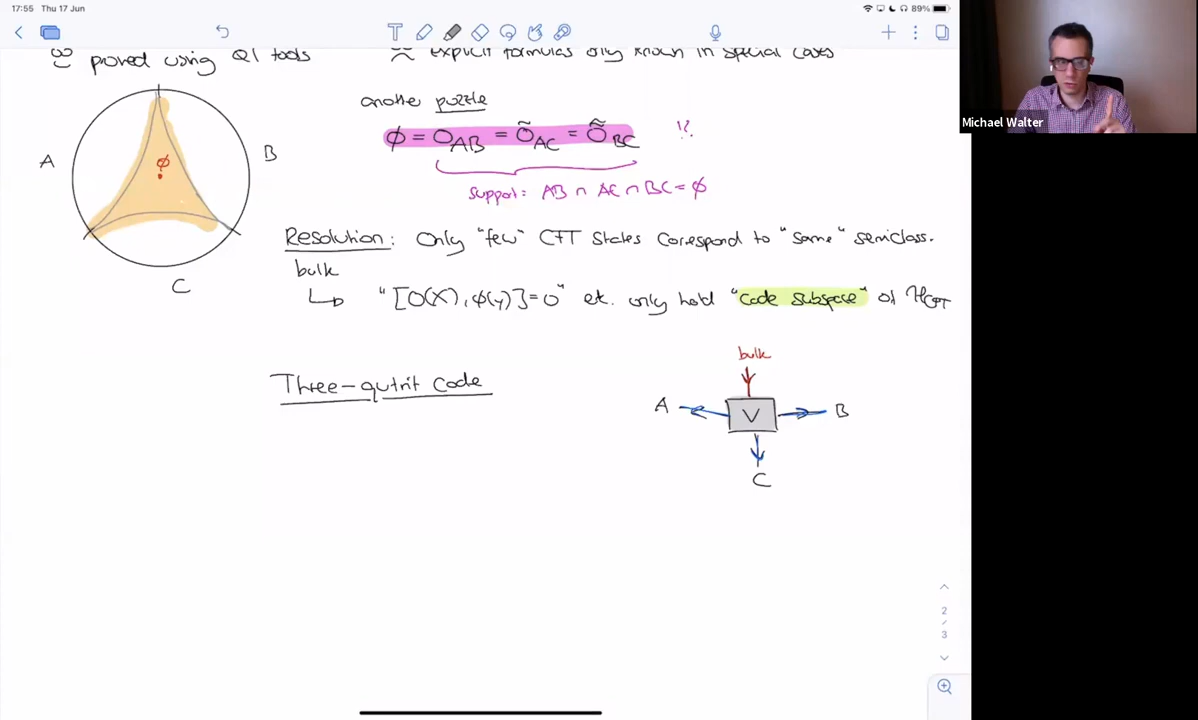 17:55 Thu 17 Jun
89%
proved using QI tools
explicit formulas only known in special cases
another puzzle
ϕ = O_AB = Õ_AC = Õ_BC !?
support: AB ∩ AC ∩ BC = ∅
A
B
ϕ
C
Resolution: Only "few" CFT states correspond to "same" semiclass.
bulk
↳ "[O(X), ϕ(y)] = 0" etc. only hold "code subspace" of H_CFT
Three-qutrit code
bulk
A
V
B
C
2
/
3
T
Michael Walter